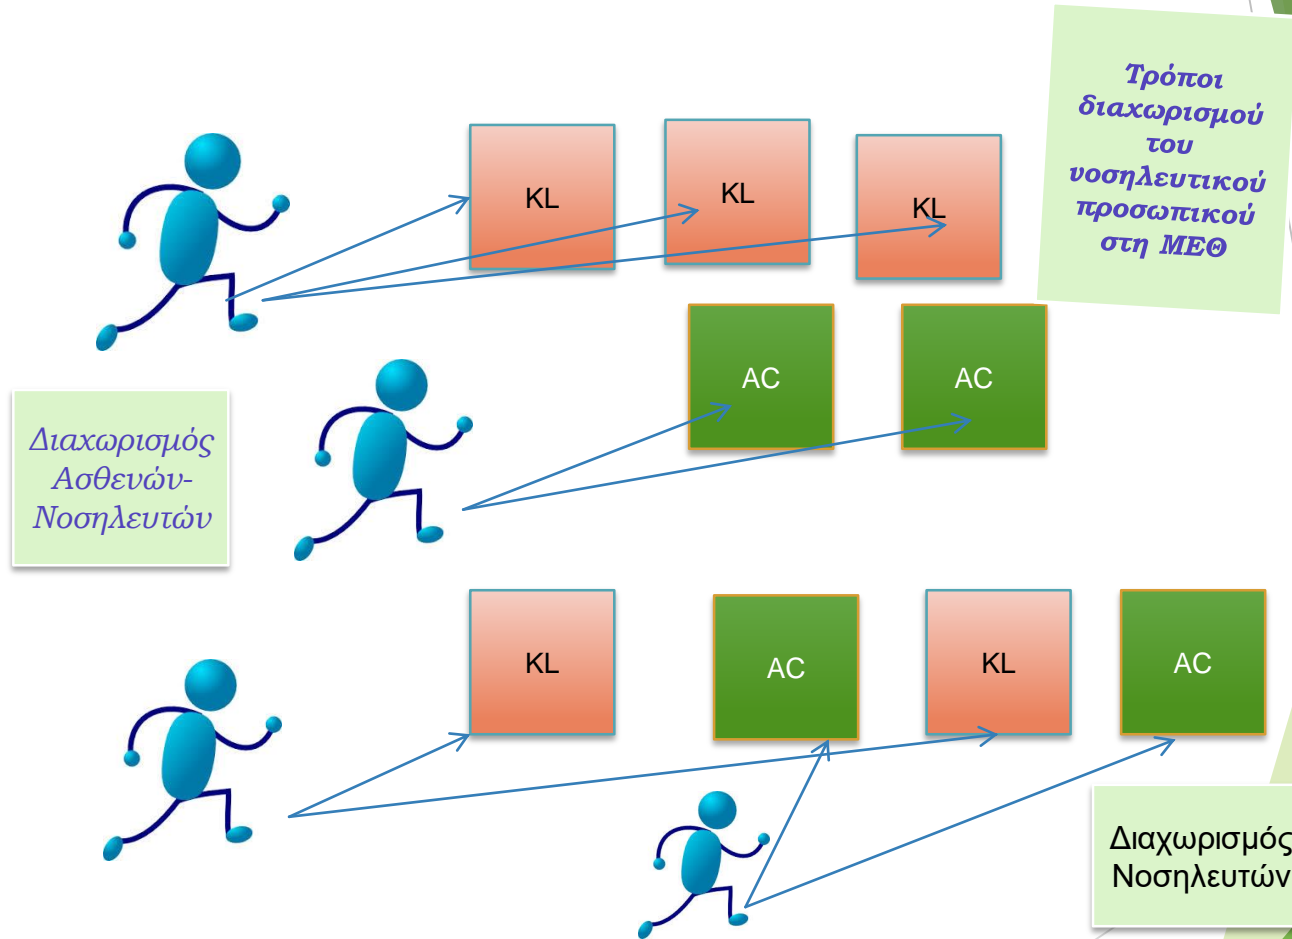 Τρόποι
διαχωρισμού
του
νοσηλευτικού
προσωπικού
στη ΜΕΘ
KL
KL
KL
AC
AC
Διαχωρισμός
Ασθενών-
Νοσηλευτών
KL
AC
KL
AC
Διαχωρισμός
Νοσηλευτών